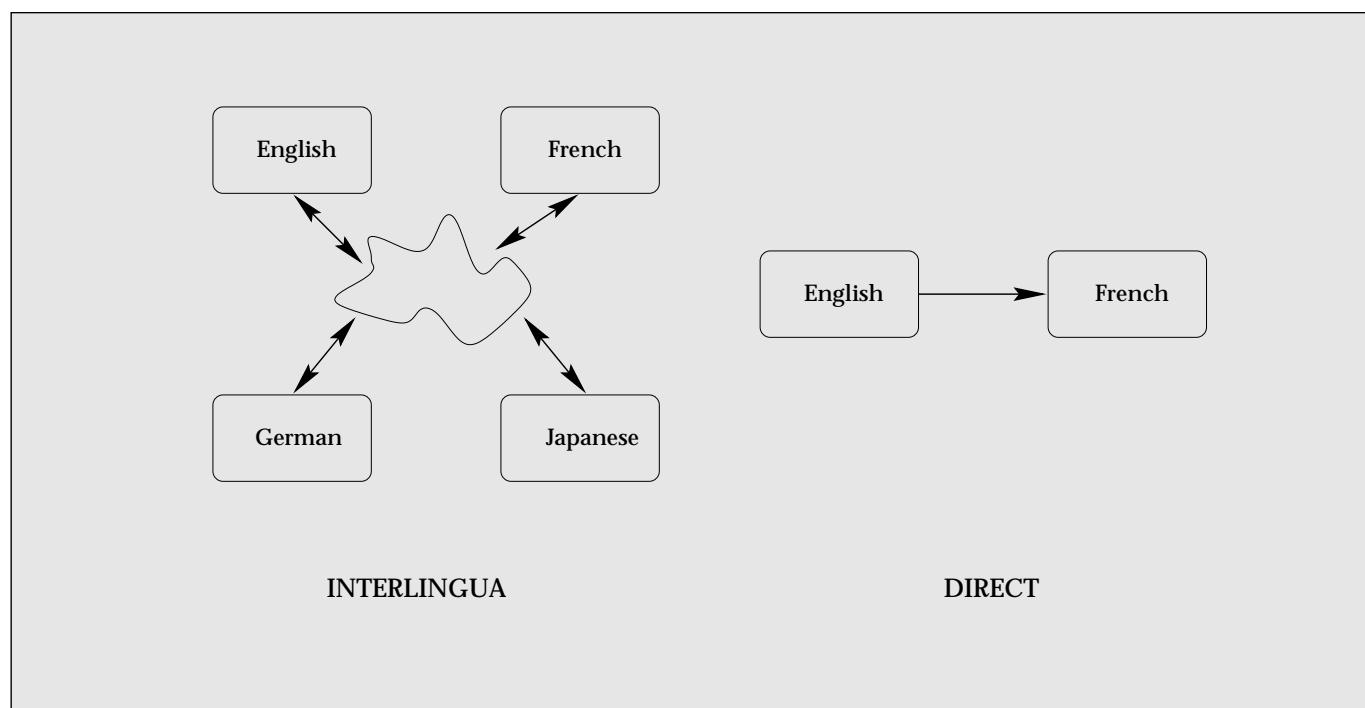 English
French
English
French
German
Japanese
INTERLINGUA
DIRECT